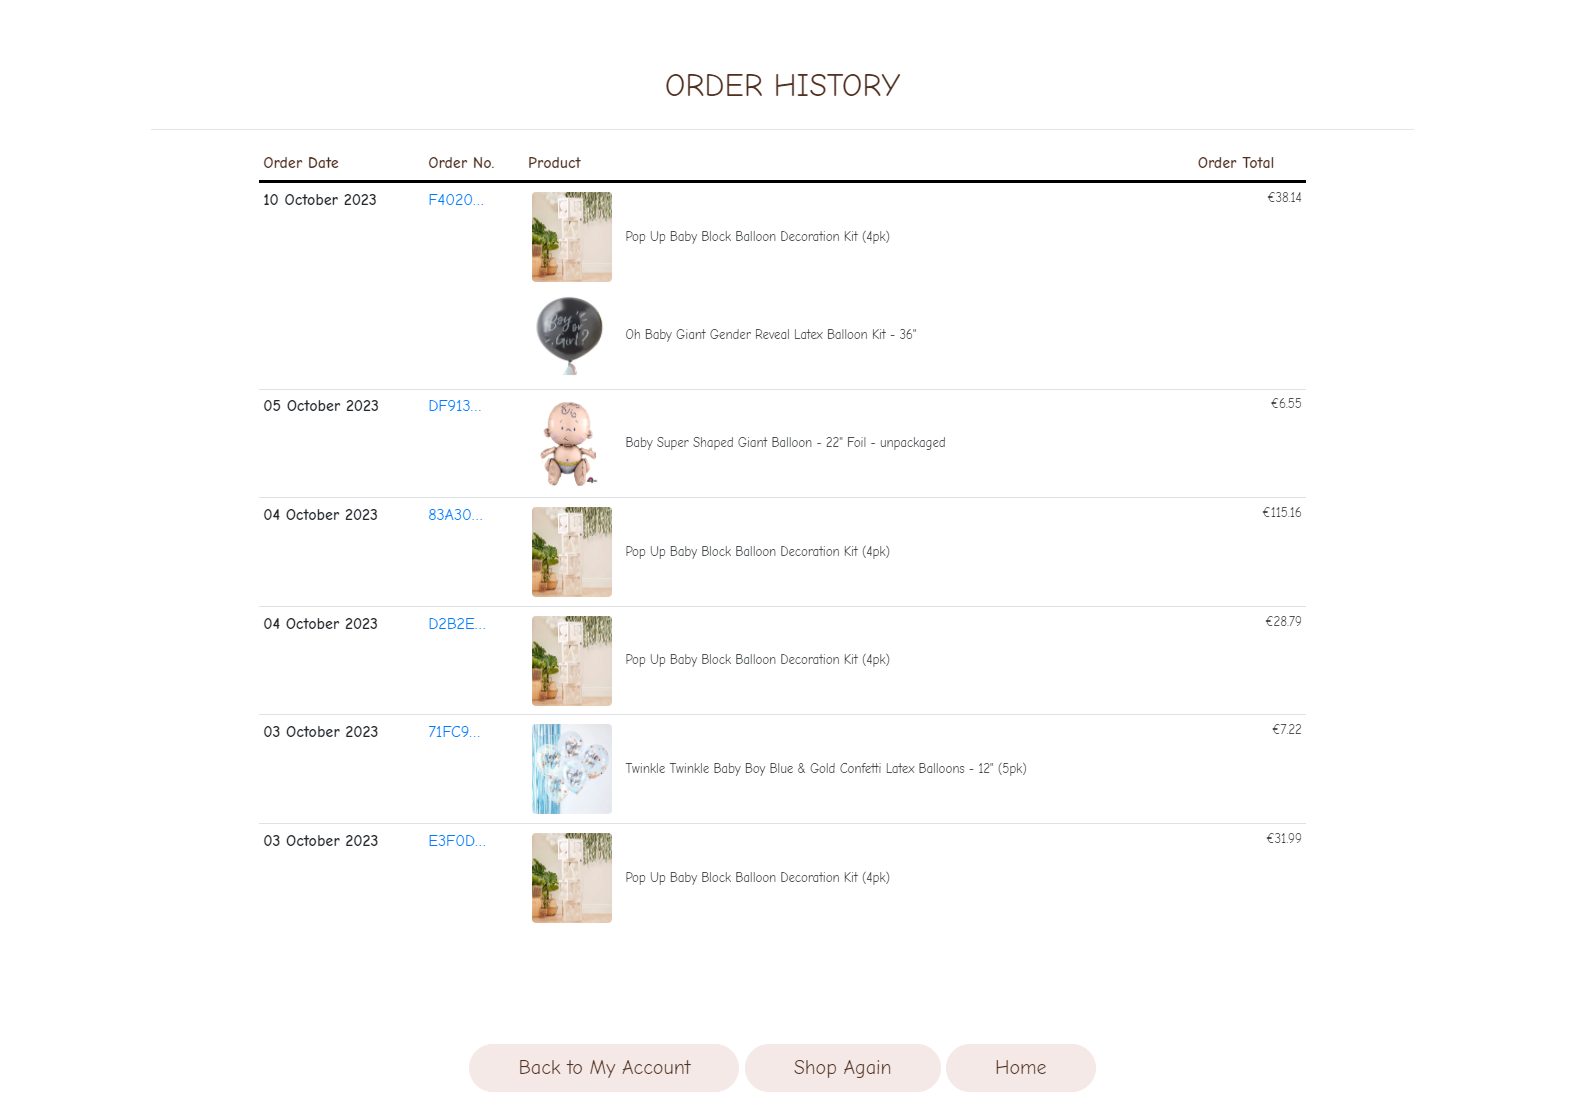 ORDER HISTORY
Order Date Order No. Product Order Total
10 October 2023 F4020... Pop Up Baby Block Balloon Decoration Kit (4pk) €38.14
Boy or Girl?
Oh Baby Giant Gender Reveal Latex Balloon Kit - 36"
05 October 2023 DF913... Baby Super Shaped Giant Balloon - 22" Foil - unpackaged €6.55
04 October 2023 83A30... Pop Up Baby Block Balloon Decoration Kit (4pk) €115.16
04 October 2023 D2B2E... Pop Up Baby Block Balloon Decoration Kit (4pk) €28.79
03 October 2023 71FC9... Twinkle Twinkle Baby Boy Blue & Gold Confetti Latex Balloons - 12" (5pk) €7.22
03 October 2023 E3F0D... Pop Up Baby Block Balloon Decoration Kit (4pk) €31.99
Back to My Account Shop Again Home